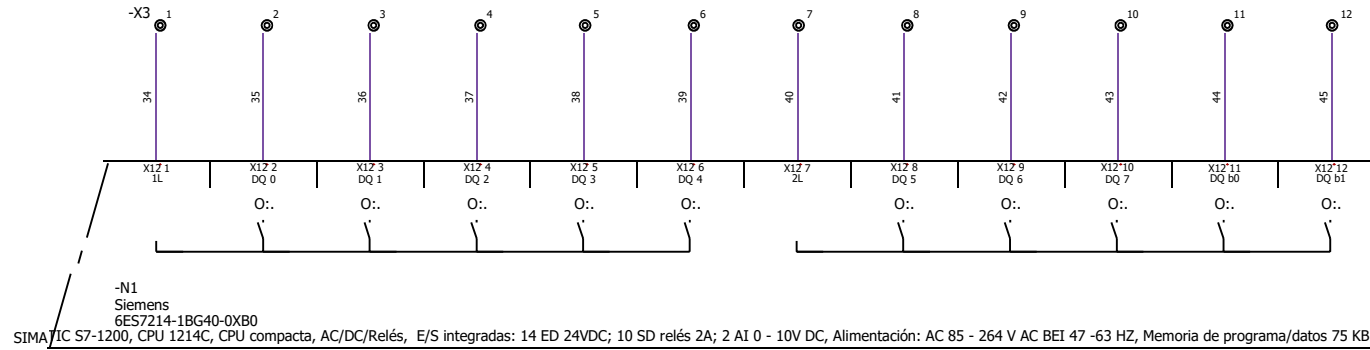 -X3 1 2 3 4 5 6 7 8 9 10 11 12
34 35 36 37 38 39 40 41 42 43 44 45
X12 1 X12 2 X12 3 X12 4 X12 5 X12 6 X12 7 X12 8 X12 9 X12 10 X12 11 X12 12
1L DQ 0 DQ 1 DQ 2 DQ 3 DQ 4 2L DQ 5 DQ 6 DQ 7 DQ b0 DQ b1
O:. O:. O:. O:. O:. O:. O:. O:. O:. O:.
-N1
Siemens
6ES7214-1BG40-0XB0
SIMATIC S7-1200, CPU 1214C, CPU compacta, AC/DC/Relés, E/S integradas: 14 ED 24VDC; 10 SD relés 2A; 2 AI 0 - 10V DC, Alimentación: AC 85 - 264 V AC BEI 47 -63 HZ, Memoria de programa/datos 75 KB